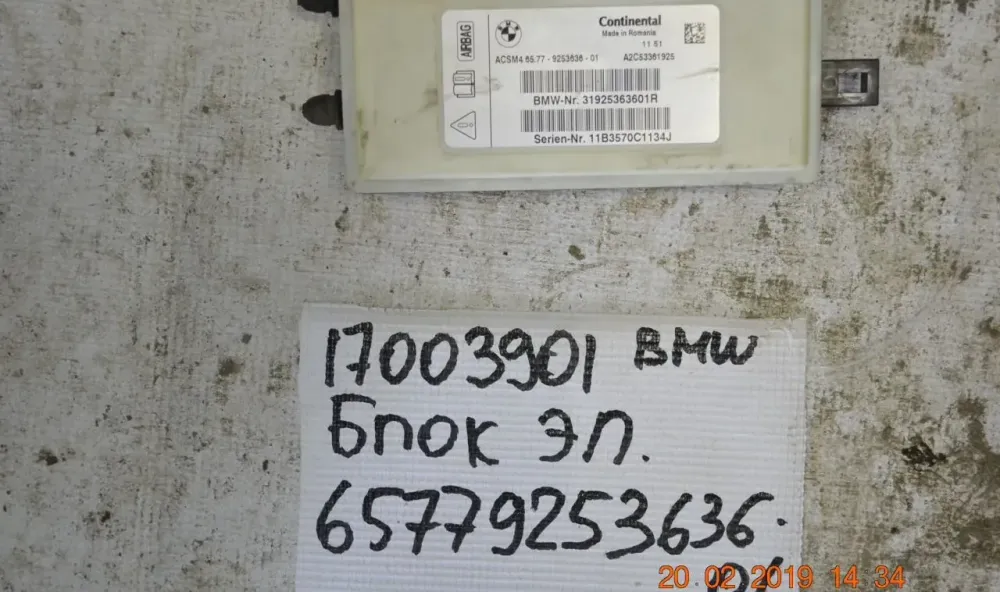 AIRBAG
Continental
Made in Romania
11 51
ACSM4 65.77 - 9253636 - 01 A2C53361925
BMW-Nr. 31925363601R
Serien-Nr. 11B3570C1134J
17003901 BMW
Блок эл.
65779253636.
20 02 2019 14:34